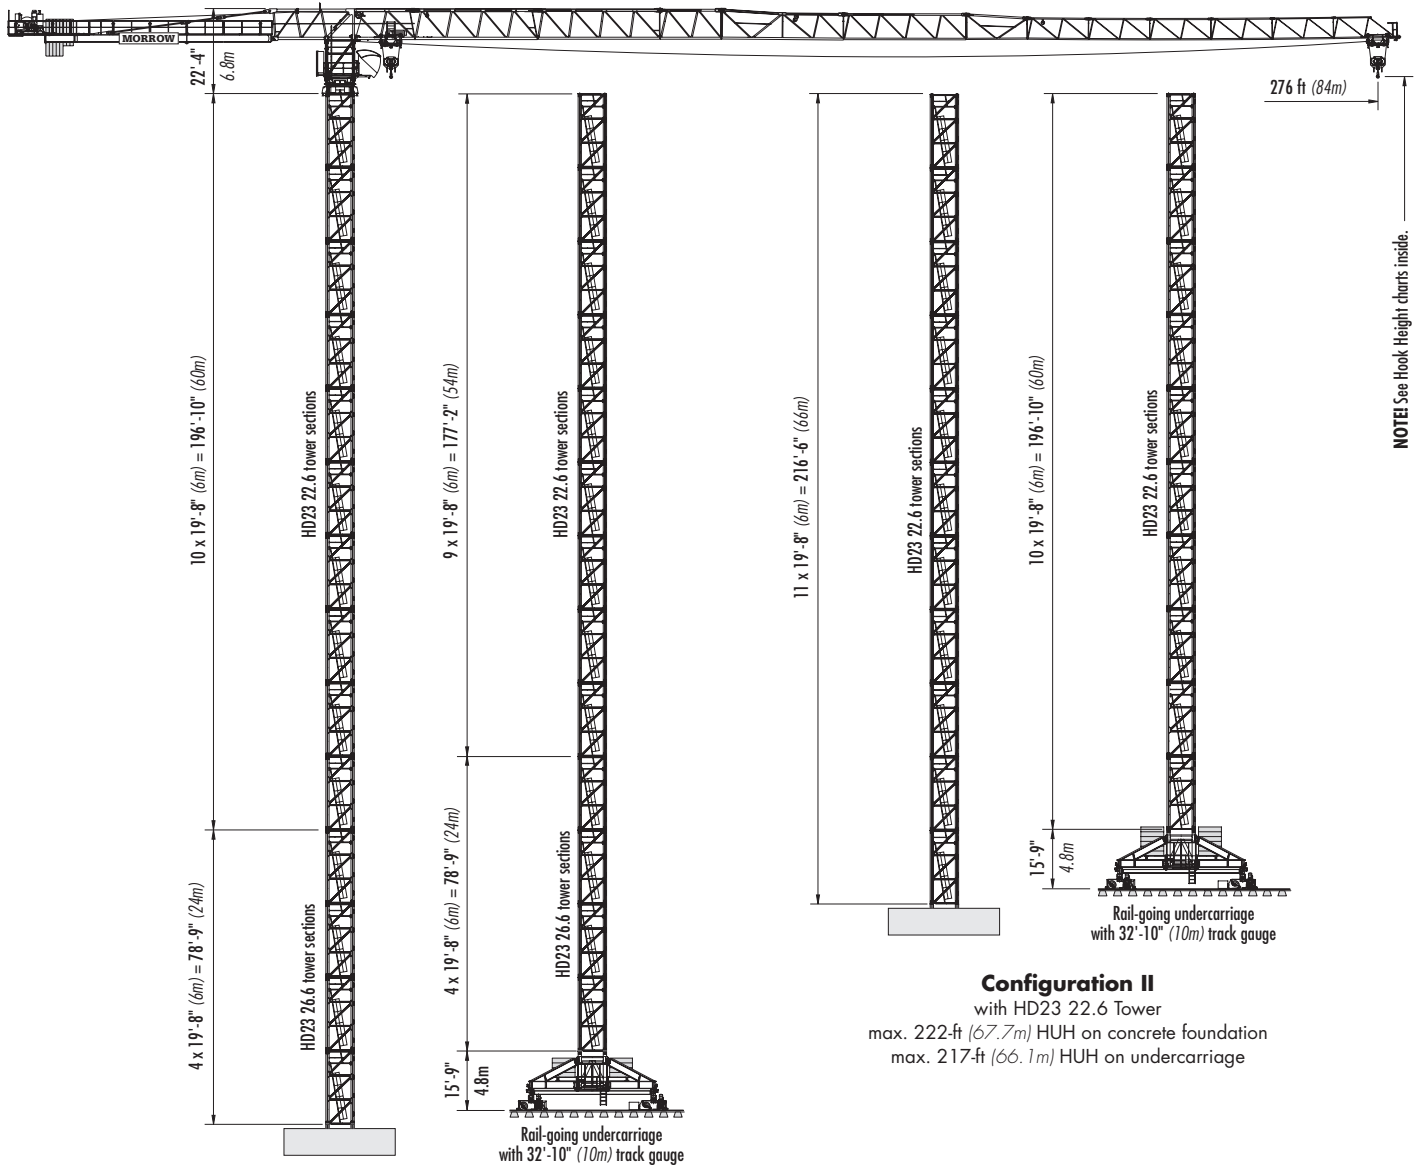 MORROW
22'-4"
6.8m
276 ft (84m)
NOTE! See Hook Height charts inside.
10 x 19'-8" (6m) = 196'-10" (60m)
HD23 22.6 tower sections
4 x 19'-8" (6m) = 78'-9" (24m)
HD23 26.6 tower sections
9 x 19'-8" (6m) = 177'-2" (54m)
HD23 22.6 tower sections
4 x 19'-8" (6m) = 78'-9" (24m)
HD23 26.6 tower sections
15'-9"
4.8m
Rail-going undercarriage
with 32'-10" (10m) track gauge
11 x 19'-8" (6m) = 216'-6" (66m)
HD23 22.6 tower sections
10 x 19'-8" (6m) = 196'-10" (60m)
HD23 22.6 tower sections
15'-9"
4.8m
Rail-going undercarriage
with 32'-10" (10m) track gauge
Configuration II
with HD23 22.6 Tower
max. 222-ft (67.7m) HUH on concrete foundation
max. 217-ft (66.1m) HUH on undercarriage